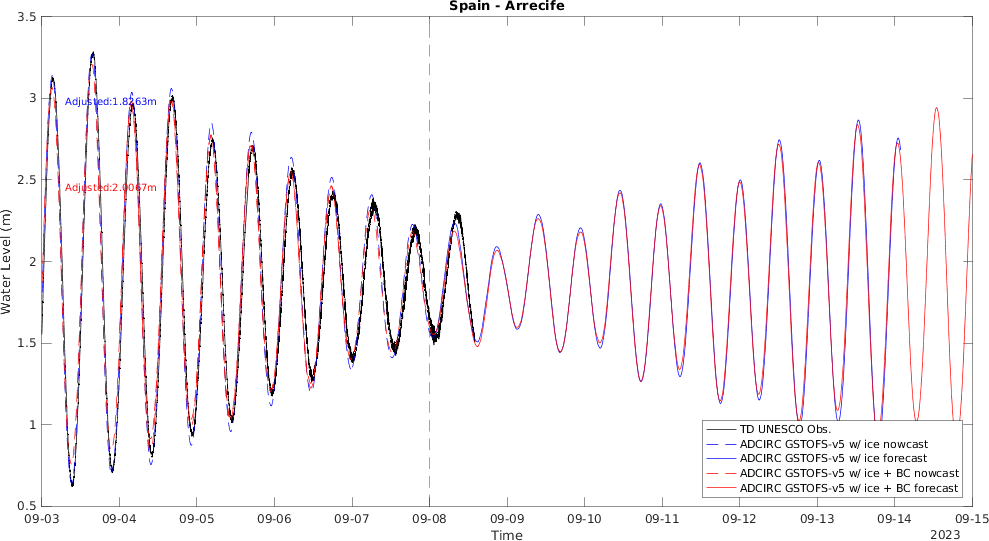 Spain - Arrecife
3.5
3
2.5
2
1.5
1
0.5
Water Level (m)
Adjusted:1.8263m
Adjusted:2.0067m
TD UNESCO Obs.
ADCIRC GSTOFS-v5 w/ ice nowcast
ADCIRC GSTOFS-v5 w/ ice forecast
ADCIRC GSTOFS-v5 w/ ice + BC nowcast
ADCIRC GSTOFS-v5 w/ ice + BC forecast
09-03 09-04 09-05 09-06 09-07 09-08 09-09 09-10 09-11 09-12 09-13 09-14 09-15
Time
2023